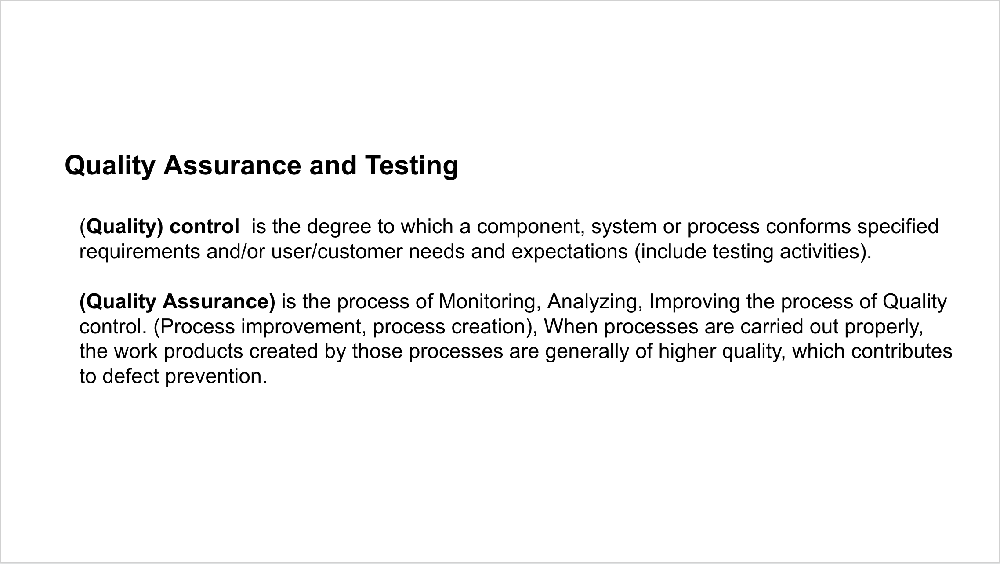 Quality Assurance and Testing
(Quality) control  is the degree to which a component, system or process conforms specified
requirements and/or user/customer needs and expectations (include testing activities).
(Quality Assurance) is the process of Monitoring, Analyzing, Improving the process of Quality
control. (Process improvement, process creation), When processes are carried out properly,
the work products created by those processes are generally of higher quality, which contributes
to defect prevention.